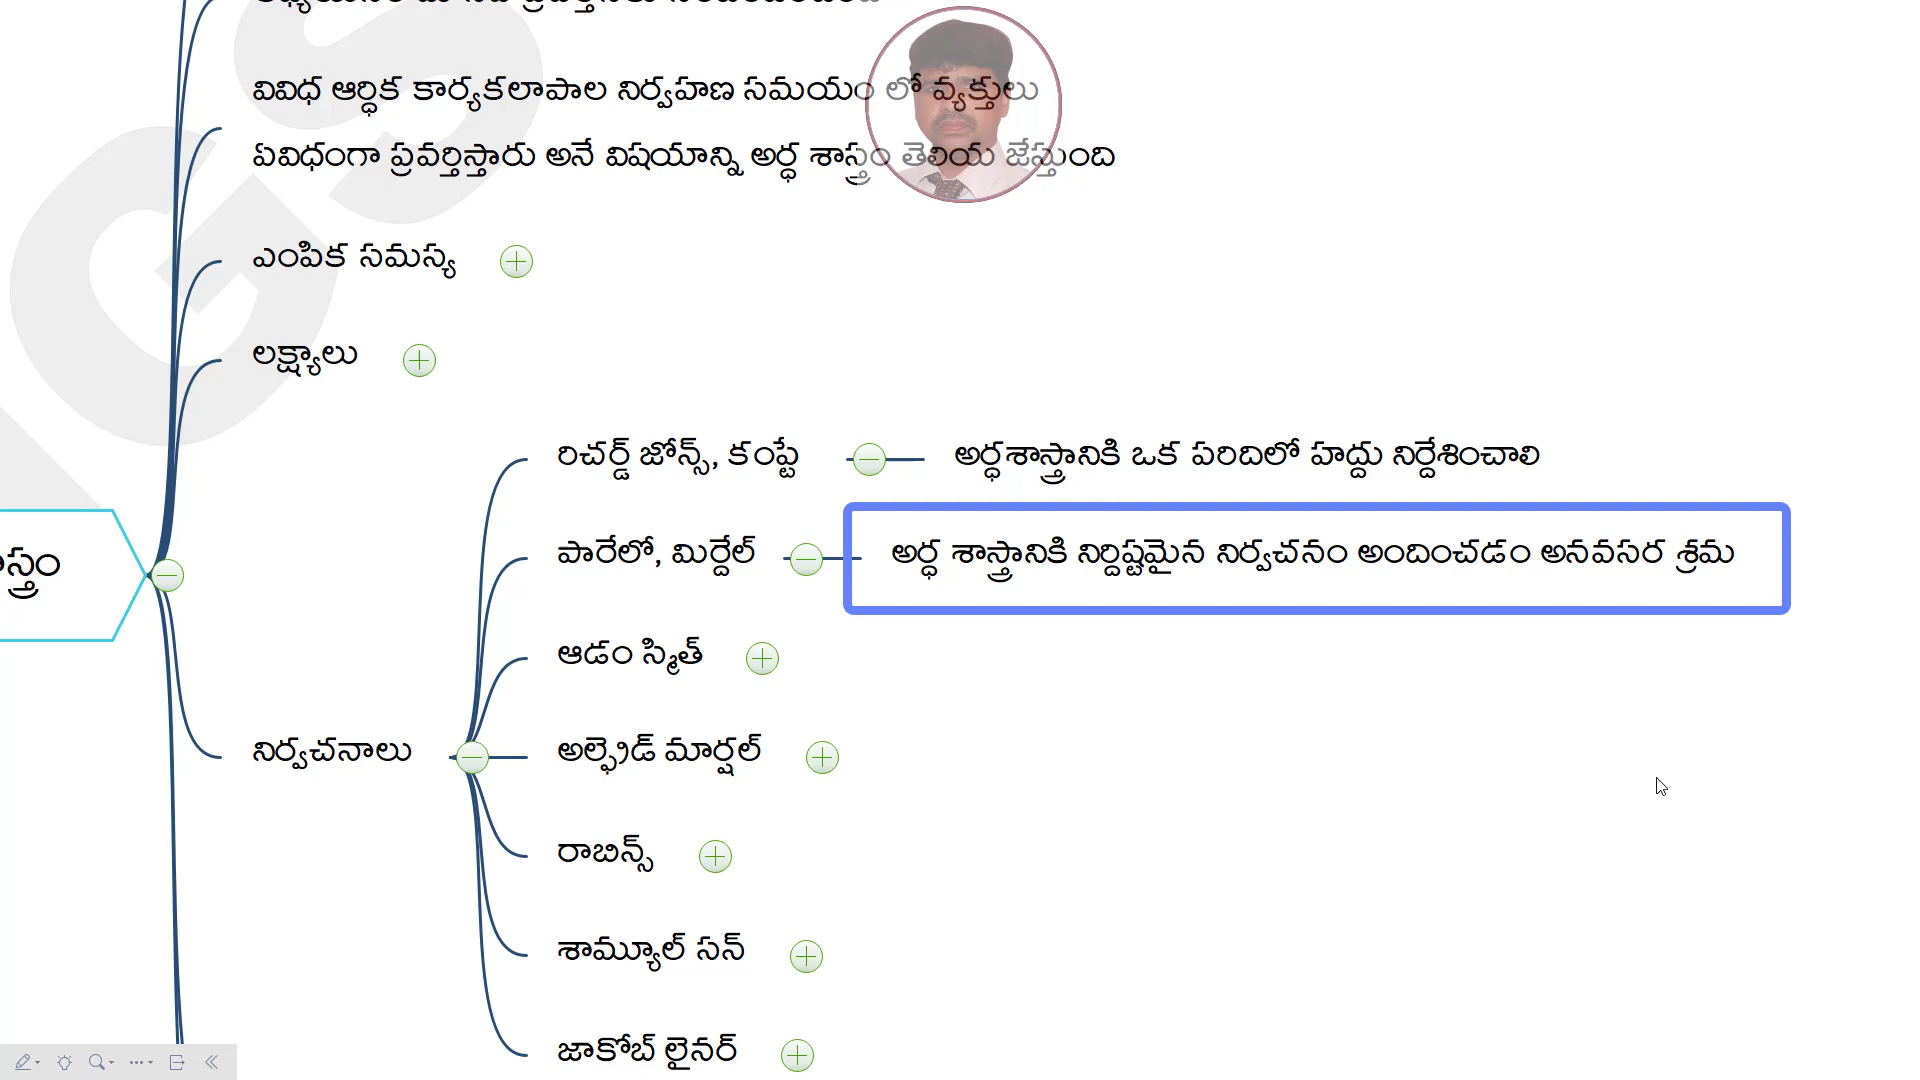 వివిధ ఆర్ధిక కార్యకలాపాల నిర్వహణ సమయం లో వ్యక్తులు
ఏవిధంగా ప్రవర్తిస్తారు అనే విషయాన్ని అర్ధ శాస్త్రం తెలియ జేస్తుంది
ఎంపిక సమస్య
లక్ష్యాలు
రిచర్డ్ జోన్స్, కంప్టే
అర్ధశాస్త్రానికి ఒక పరిదిలో హద్దు నిర్దేశించాలి
పారేలో, మిర్దేల్
అర్ధ శాస్త్రానికి నిర్దిష్టమైన నిర్వచనం అందించడం అనవసర శ్రమ
ఆడం స్మిత్
నిర్వచనాలు
అల్ఫ్రెడ్ మార్షల్
రాబిన్స్
శామ్యూల్ సన్
జాకోబ్ లైనర్